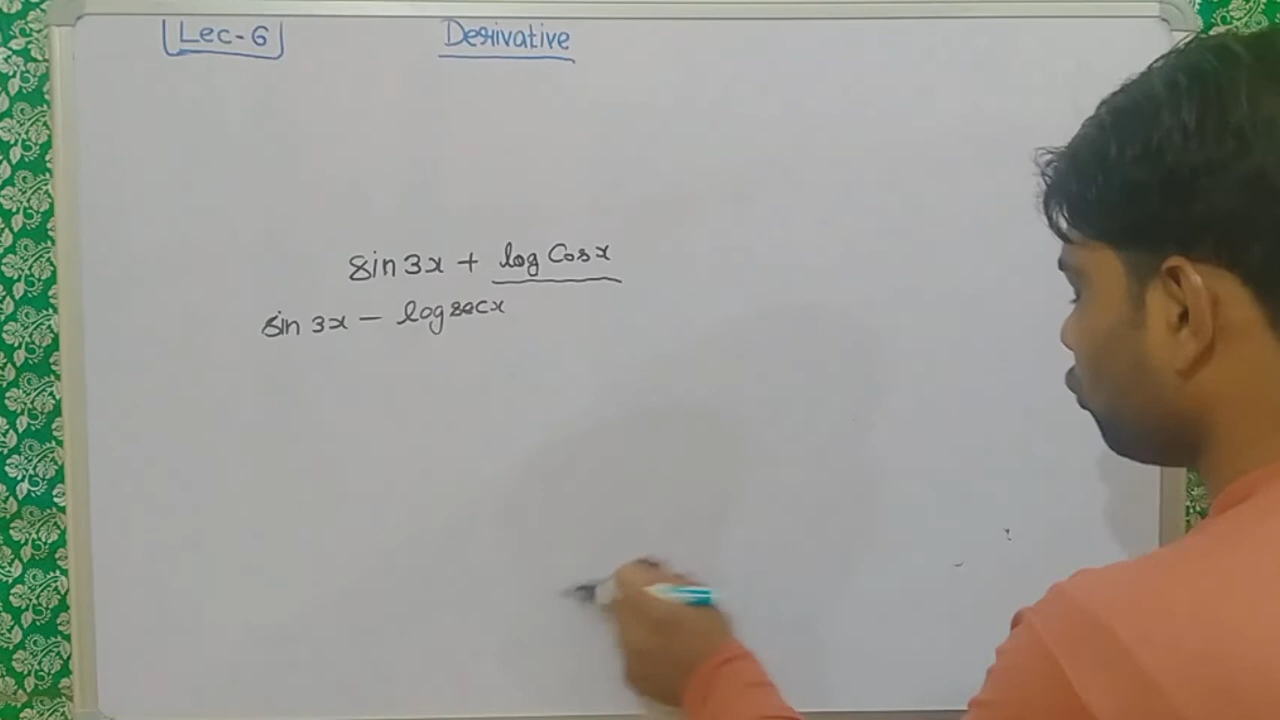 Lec-6
Derivative
sin 3x + log Cos x
sin 3x - log sec x